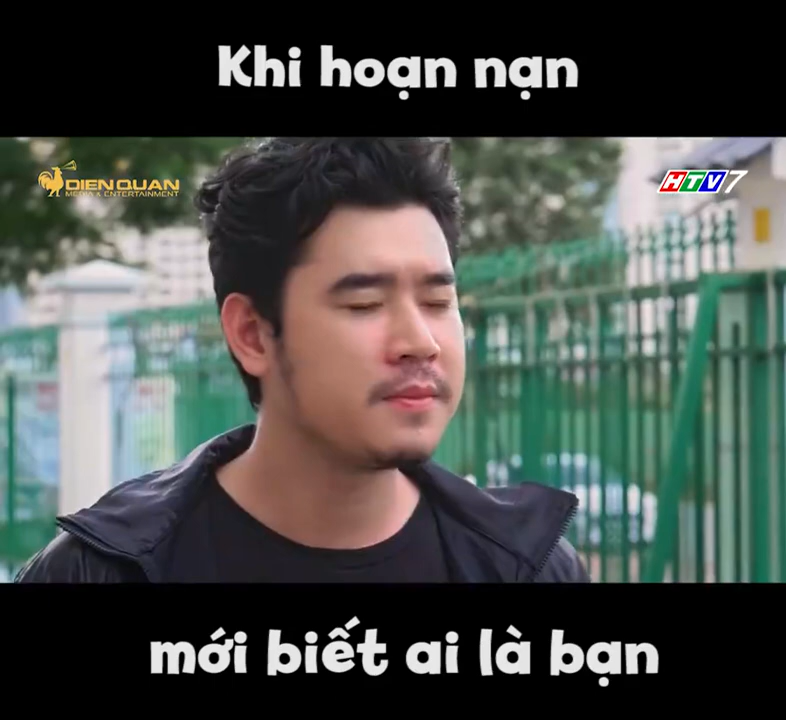 Khi hoạn nạn
DIEN QUAN
MEDIA & ENTERTAINMENT
HTV7
mới biết ai là bạn